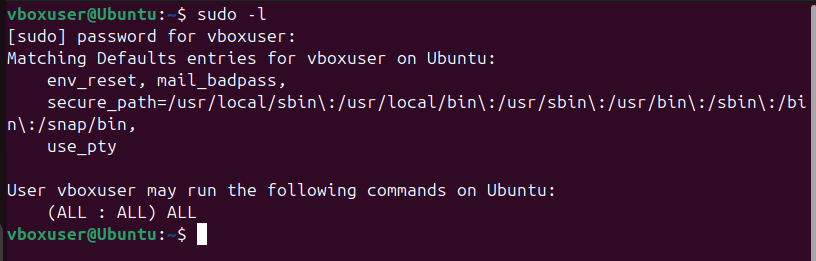 vboxuser@Ubuntu:~$ sudo -l
[sudo] password for vboxuser:
Matching Defaults entries for vboxuser on Ubuntu:
    env_reset, mail_badpass,
    secure_path=/usr/local/sbin\:/usr/local/bin\:/usr/sbin\:/usr/bin\:/sbin\:/bi
n\:/snap/bin,
    use_pty

User vboxuser may run the following commands on Ubuntu:
    (ALL : ALL) ALL
vboxuser@Ubuntu:~$